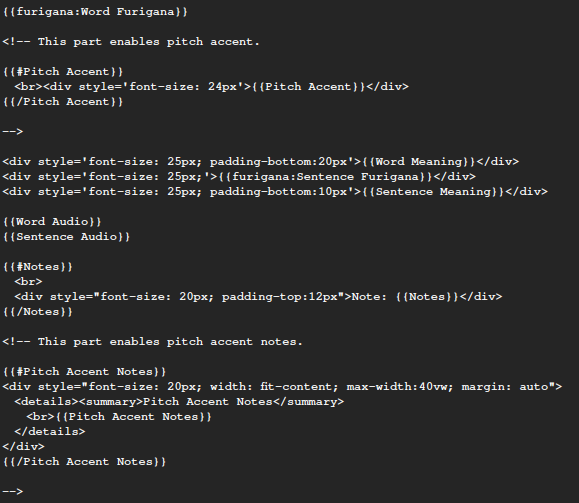 {{furigana:Word Furigana}}
<!-- This part enables pitch accent.
{{#Pitch Accent}}
<br><div style='font-size: 24px'>{{Pitch Accent}}</div>
{{/Pitch Accent}}
-->
<div style='font-size: 25px; padding-bottom:20px'>{{Word Meaning}}</div>
<div style='font-size: 25px;'>{{furigana:Sentence Furigana}}</div>
<div style='font-size: 25px; padding-bottom:10px'>{{Sentence Meaning}}</div>
{{Word Audio}}
{{Sentence Audio}}
{{#Notes}}
<br>
<div style="font-size: 20px; padding-top:12px">Note: {{Notes}}</div>
{{/Notes}}
<!-- This part enables pitch accent notes.
{{#Pitch Accent Notes}}
<div style="font-size: 20px; width: fit-content; max-width:40vw; margin: auto">
<details><summary>Pitch Accent Notes</summary>
<br>{{Pitch Accent Notes}}
</details>
</div>
{{/Pitch Accent Notes}}
-->